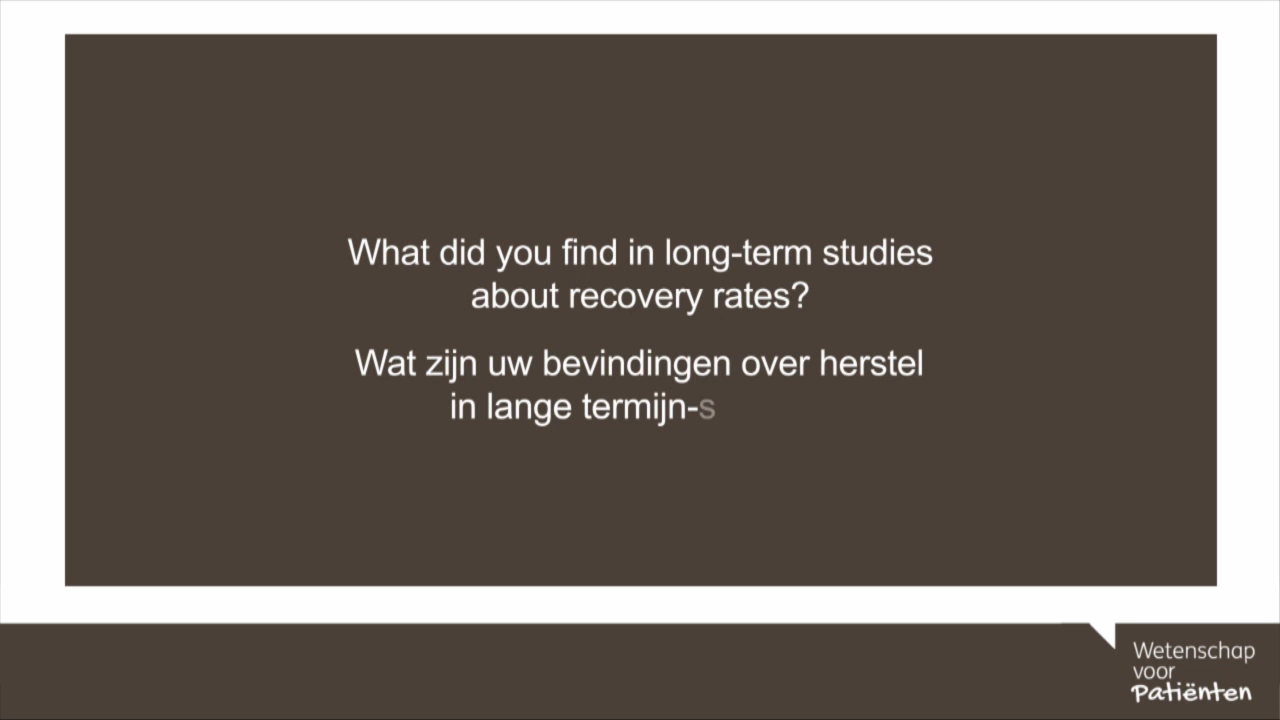 What did you find in long-term studies
about recovery rates?
Wat zijn uw bevindingen over herstel
in lange termijn-s
Wetenschap
voor
Patiënten